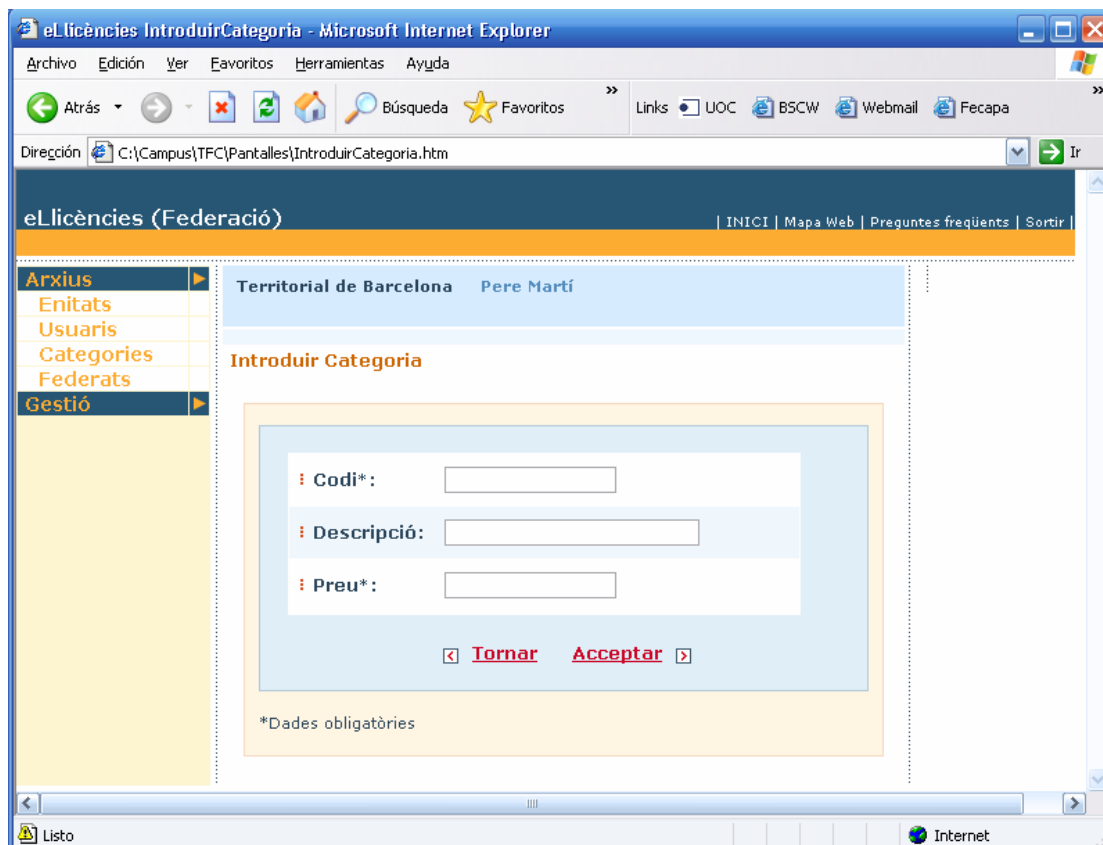 eLlicències IntroduirCategoria - Microsoft Internet Explorer
Archivo Edición Ver Favoritos Herramientas Ayuda
Atrás Búsqueda Favoritos » Links UOC BSCW Webmail Fecapa »
Dirección C:\Campus\TFC\Pantalles\IntroduirCategoria.htm Ir
eLlicències (Federació)
| INICI | Mapa Web | Preguntes freqüents | Sortir |
Arxius
Enitats
Usuaris
Categories
Federats
Gestió
Territorial de Barcelona Pere Martí
Introduir Categoria
Codi*:
Descripció:
Preu*:
Tornar Acceptar
*Dades obligatòries
Listo Internet